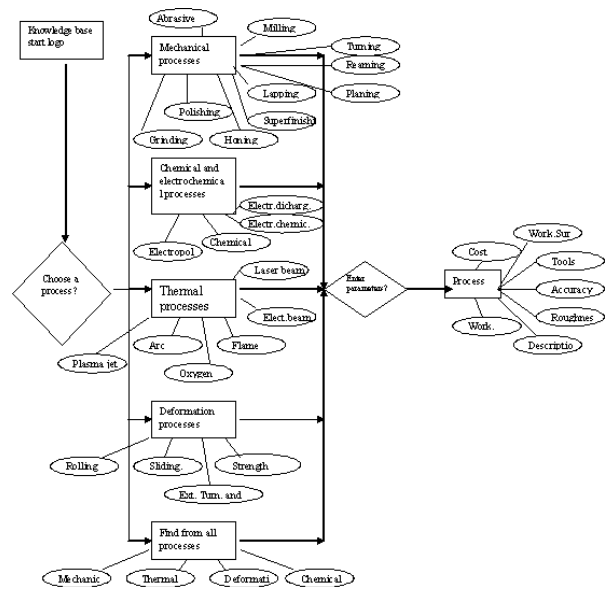 Knowledge base
start logo
Abrasive
Milling
Mechanical
processes
Turning
Reaming
Planing
Lapping
Polishing
Superfinish
Grinding
Honing
Chemical and
electrochemica
l processes
Electr.dicharg.
Electr.chemic.
Chemical
Electropol
Choose a
process?
Thermal
processes
Laser beam
Elect.beam
Arc
Flame
Plasma jet
Oxygen
Enter
parameters?
Process
Cost
Work.Sur
Tools
Accuracy
Roughnes
Descriptio
Work.
Deformation
processes
Rolling
Sliding.
Strength
Ext. Turn. and
Find from all
processes
Mechanic
Thermal
Deformati
Chemical